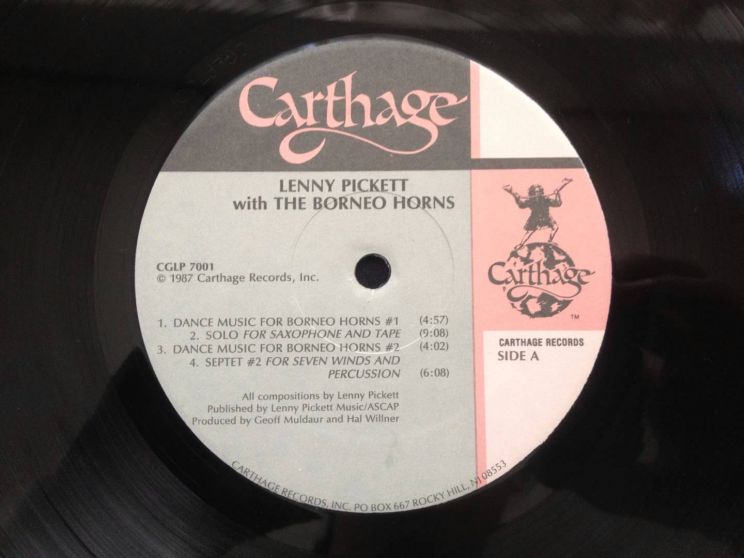 Carthage
LENNY PICKETT
with THE BORNEO HORNS
CGLP 7001
© 1987 Carthage Records, Inc.
Carthage
TM
CARTHAGE RECORDS
SIDE A
1. DANCE MUSIC FOR BORNEO HORNS #1 (4:57)
2. SOLO FOR SAXOPHONE AND TAPE (9:08)
3. DANCE MUSIC FOR BORNEO HORNS #2 (4:02)
4. SEPTET #2 FOR SEVEN WINDS AND
PERCUSSION (6:08)
All compositions by Lenny Pickett
Published by Lenny Pickett Music/ASCAP
Produced by Geoff Muldaur and Hal Willner
CARTHAGE RECORDS, INC. PO BOX 667 ROCKY HILL, NJ 08553